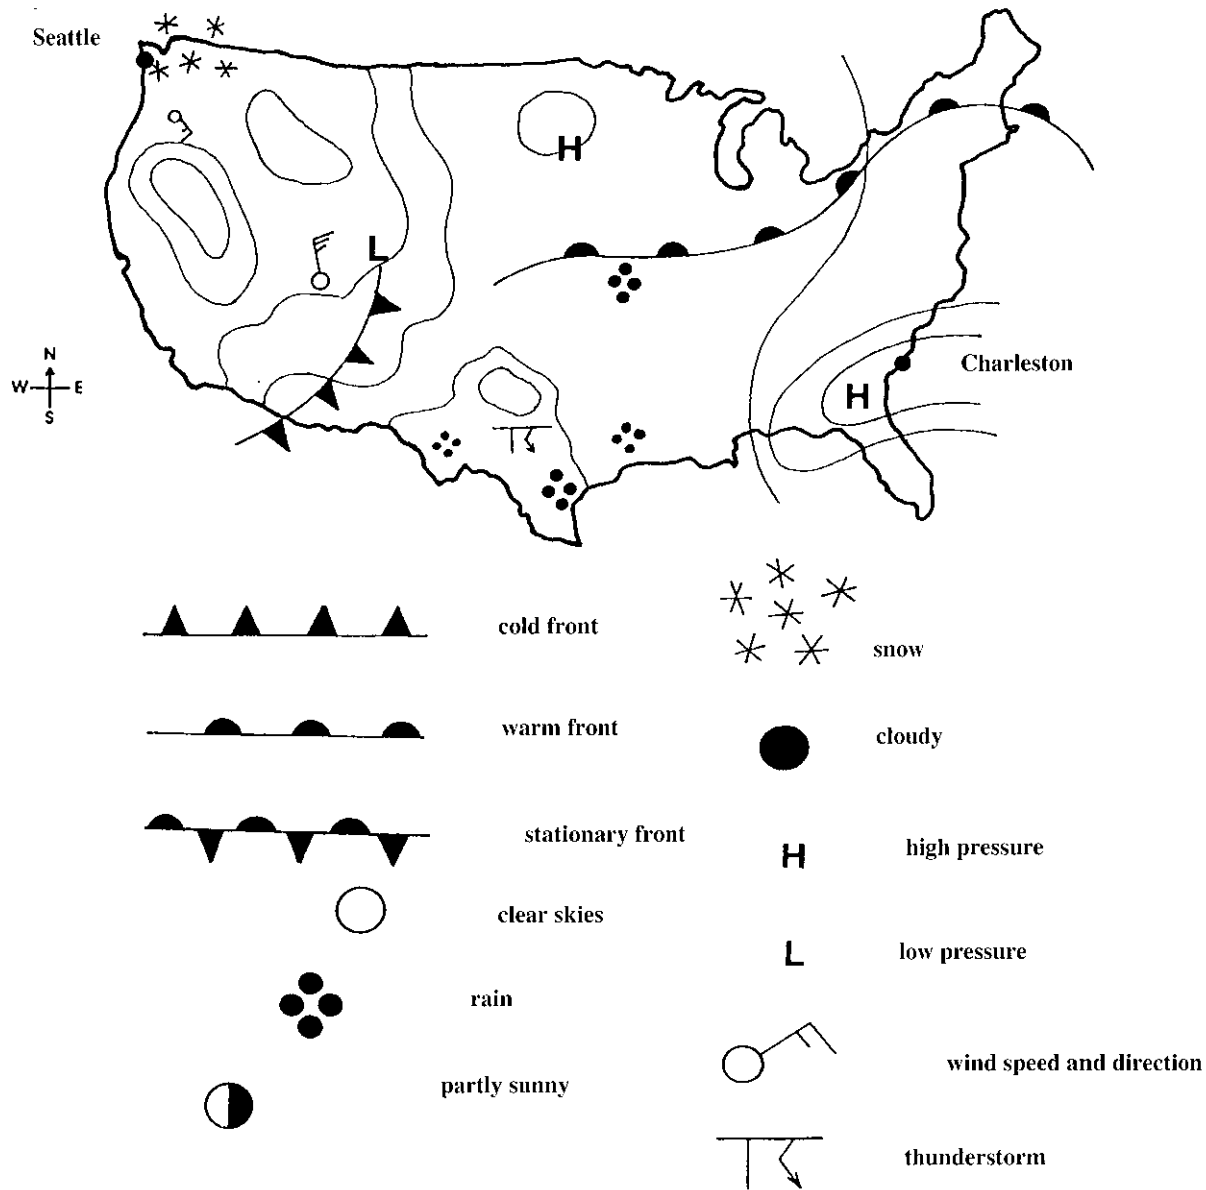 Seattle
H
L
N
W E
S
Charleston
H
cold front
snow
warm front
cloudy
stationary front
H high pressure
clear skies
L low pressure
rain
wind speed and direction
partly sunny
thunderstorm